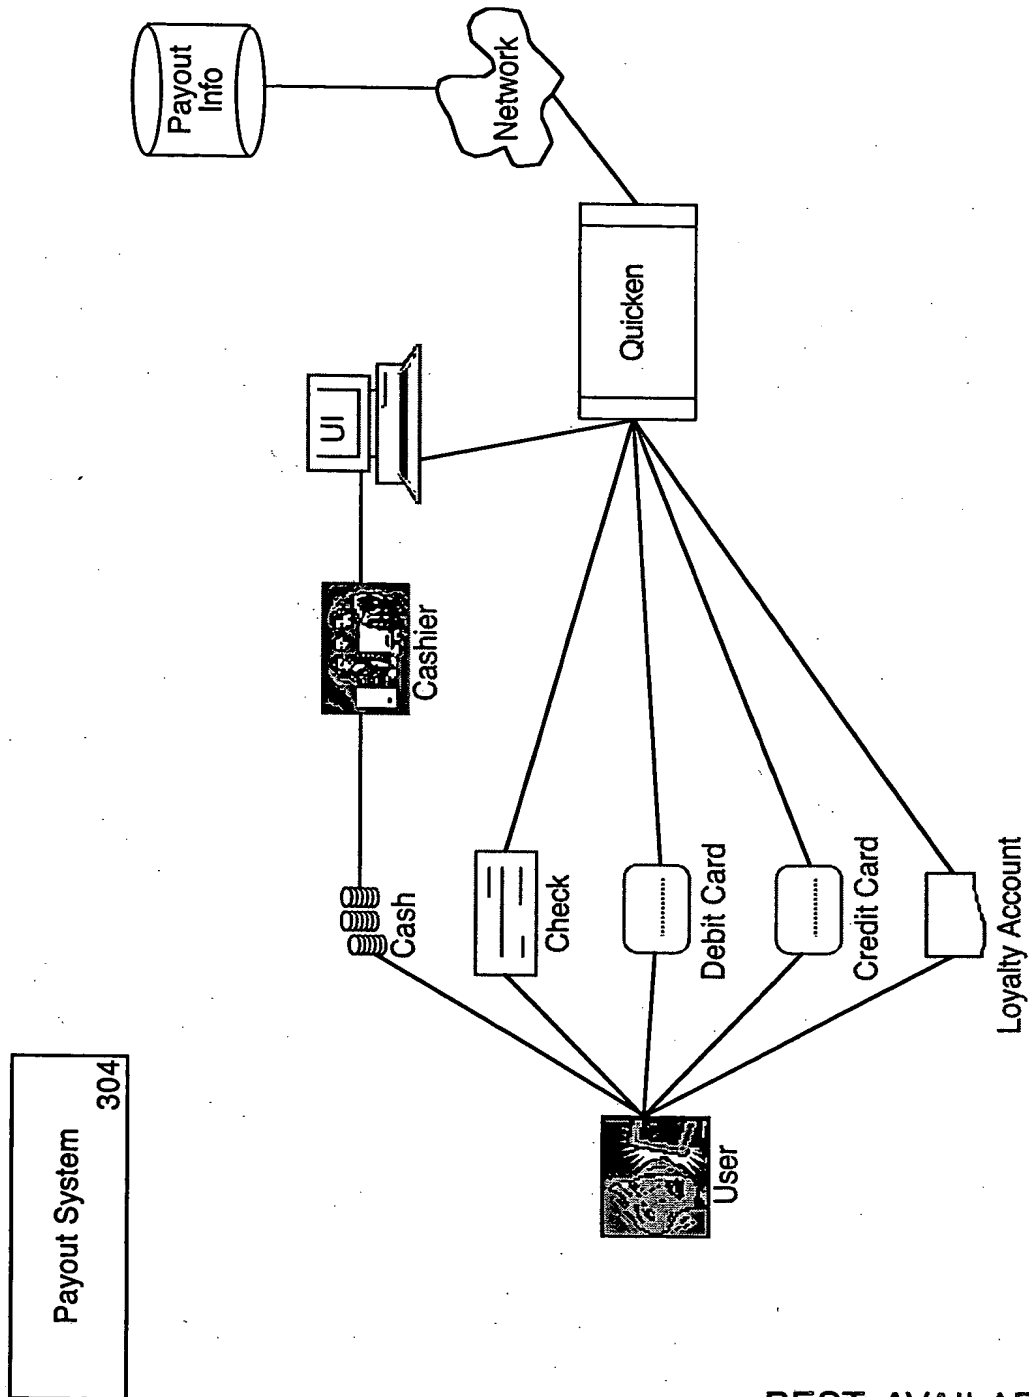 Payout System
304
Payout
Info
Network
UI
Quicken
Cashier
Cash
Check
Debit Card
Credit Card
Loyalty Account
User